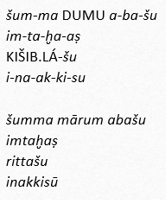 šum-ma DUMU a-ba-šu
im-ta-ḫa-aṣ
KIŠIB.LÁ-šu
i-na-ak-ki-su
šumma mārum abašu
imtaḫaṣ
rittašu
inakkisū